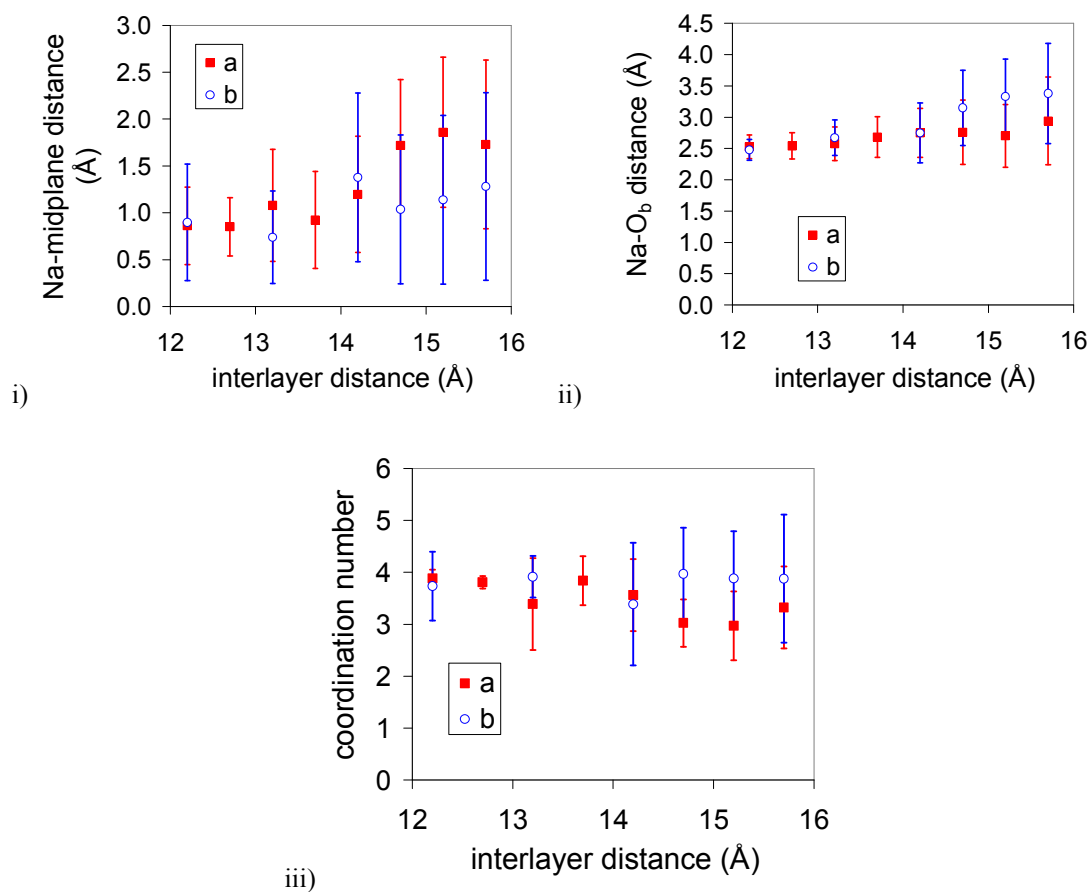 Na-midplane distance
(Å)
3.0
2.5
2.0
1.5
1.0
0.5
0.0
a
b
12 13 14 15 16
interlayer distance (Å)
i)
Na-Ob distance (Å)
5.0
4.5
4.0
3.5
3.0
2.5
2.0
1.5
1.0
0.5
0.0
a
b
12 13 14 15 16
interlayer distance (Å)
ii)
coordination number
6
5
4
3
2
1
0
a
b
12 13 14 15 16
interlayer distance (Å)
iii)